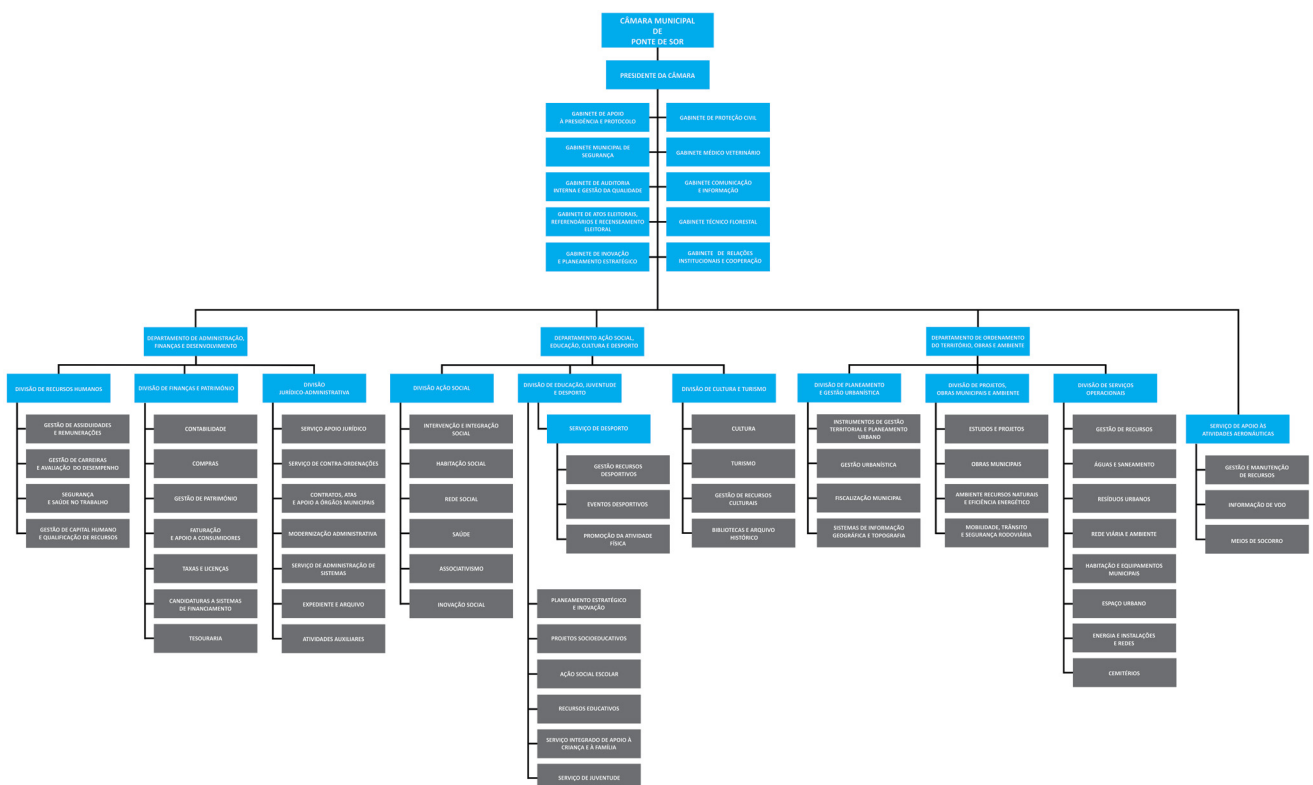 CÂMARA MUNICIPAL
DE
PONTE DE SOR
PRESIDENTE DA CÂMARA
GABINETE DE APOIO
À PRESIDÊNCIA E PROTOCOLO
GABINETE DE PROTEÇÃO CIVIL
GABINETE MUNICIPAL DE
SEGURANÇA
GABINETE MÉDICO VETERINÁRIO
GABINETE DE AUDITORIA
INTERNA E GESTÃO DA QUALIDADE
GABINETE COMUNICAÇÃO
E INFORMAÇÃO
GABINETE DE ATOS ELEITORAIS,
REFERENDÁRIOS E RECENSEAMENTO
ELEITORAL
GABINETE TÉCNICO FLORESTAL
GABINETE DE INOVAÇÃO
E PLANEAMENTO ESTRATÉGICO
GABINETE DE RELAÇÕES
INSTITUCIONAIS E COOPERAÇÃO
DEPARTAMENTO DE ADMINISTRAÇÃO,
FINANÇAS E DESENVOLVIMENTO
DIVISÃO DE RECURSOS HUMANOS
GESTÃO DE ASSIDUIDADES
E REMUNERAÇÕES
GESTÃO DE CARREIRAS
E AVALIAÇÃO DO DESEMPENHO
SEGURANÇA
E SAÚDE NO TRABALHO
GESTÃO DE CAPITAL HUMANO
E QUALIFICAÇÃO DE RECURSOS
DIVISÃO DE FINANÇAS E PATRIMÓNIO
CONTABILIDADE
COMPRAS
GESTÃO DE PATRIMÓNIO
FATURAÇÃO
E APOIO A CONSUMIDORES
TAXAS E LICENÇAS
CANDIDATURAS A SISTEMAS
DE FINANCIAMENTO
TESOURARIA
DIVISÃO
JURÍDICO-ADMINISTRATIVA
SERVIÇO APOIO JURÍDICO
SERVIÇO DE CONTRA-ORDENAÇÕES
CONTRATOS, ATAS
E APOIO A ÓRGÃOS MUNICIPAIS
MODERNIZAÇÃO ADMINISTRATIVA
SERVIÇO DE ADMINISTRAÇÃO DE
SISTEMAS
EXPEDIENTE E ARQUIVO
ATIVIDADES AUXILIARES
DEPARTAMENTO AÇÃO SOCIAL,
EDUCAÇÃO, CULTURA E DESPORTO
DIVISÃO AÇÃO SOCIAL
INTERVENÇÃO E INTEGRAÇÃO
SOCIAL
HABITAÇÃO SOCIAL
REDE SOCIAL
SAÚDE
ASSOCIATIVISMO
INOVAÇÃO SOCIAL
DIVISÃO DE EDUCAÇÃO, JUVENTUDE
E DESPORTO
SERVIÇO DE DESPORTO
GESTÃO RECURSOS
DESPORTIVOS
EVENTOS DESPORTIVOS
PROMOÇÃO DA ATIVIDADE
FÍSICA
PLANEAMENTO ESTRATÉGICO
E INOVAÇÃO
PROJETOS SOCIOEDUCATIVOS
AÇÃO SOCIAL ESCOLAR
RECURSOS EDUCATIVOS
SERVIÇO INTEGRADO DE APOIO À
CRIANÇA E À FAMÍLIA
SERVIÇO DE JUVENTUDE
DIVISÃO DE CULTURA E TURISMO
CULTURA
TURISMO
GESTÃO DE RECURSOS
CULTURAIS
BIBLIOTECAS E ARQUIVO
HISTÓRICO
DEPARTAMENTO DE ORDENAMENTO
DO TERRITÓRIO, OBRAS E AMBIENTE
DIVISÃO DE PLANEAMENTO
E GESTÃO URBANÍSTICA
INSTRUMENTOS DE GESTÃO
TERRITORIAL E PLANEAMENTO
URBANO
GESTÃO URBANÍSTICA
FISCALIZAÇÃO MUNICIPAL
SISTEMAS DE INFORMAÇÃO
GEOGRÁFICA E TOPOGRAFIA
DIVISÃO DE PROJETOS,
OBRAS MUNICIPAIS E AMBIENTE
ESTUDOS E PROJETOS
OBRAS MUNICIPAIS
AMBIENTE RECURSOS NATURAIS
E EFICIÊNCIA ENERGÉTICO
MOBILIDADE, TRÂNSITO
E SEGURANÇA RODOVIÁRIA
DIVISÃO DE SERVIÇOS
OPERACIONAIS
GESTÃO DE RECURSOS
ÁGUAS E SANEAMENTO
RESÍDUOS URBANOS
REDE VIÁRIA E AMBIENTE
HABITAÇÃO E EQUIPAMENTOS
MUNICIPAIS
ESPAÇO URBANO
ENERGIA E INSTALAÇÕES
E REDES
CEMITÉRIOS
SERVIÇO DE APOIO ÀS
ATIVIDADES AERONÁUTICAS
GESTÃO E MANUTENÇÃO
DE RECURSOS
INFORMAÇÃO DE VOO
MEIOS DE SOCORRO